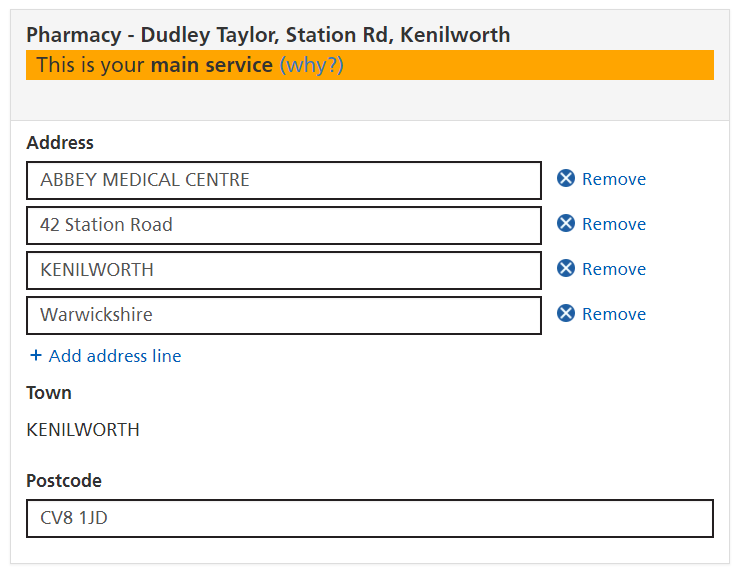 Pharmacy - Dudley Taylor, Station Rd, Kenilworth
This is your main service (why?)
Address
ABBEY MEDICAL CENTRE
Remove
42 Station Road
Remove
KENILWORTH
Remove
Warwickshire
Remove
+ Add address line
Town
KENILWORTH
Postcode
CV8 1JD